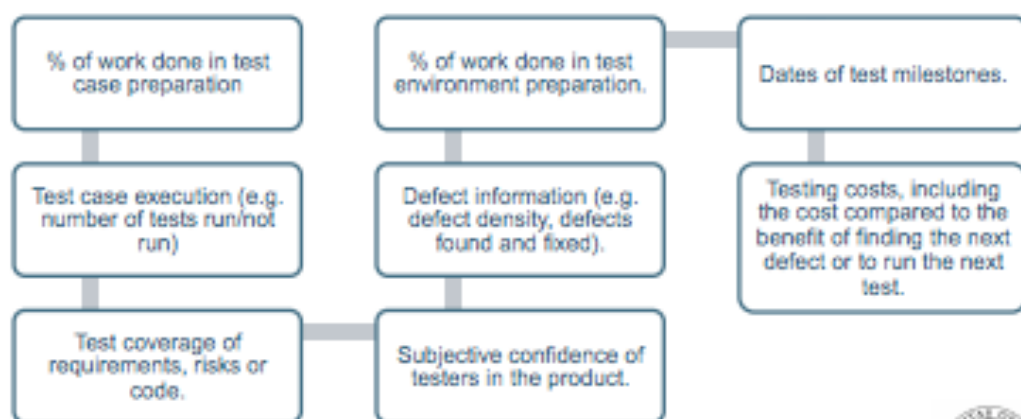 % of work done in test
case preparation
Test case execution (e.g.
number of tests run/not
run)
Test coverage of
requirements, risks or
code.
Subjective confidence of
testers in the product.
Defect information (e.g.
defect density, defects
found and fixed).
% of work done in test
environment preparation.
Dates of test milestones.
Testing costs, including
the cost compared to the
benefit of finding the next
defect or to run the next
test.